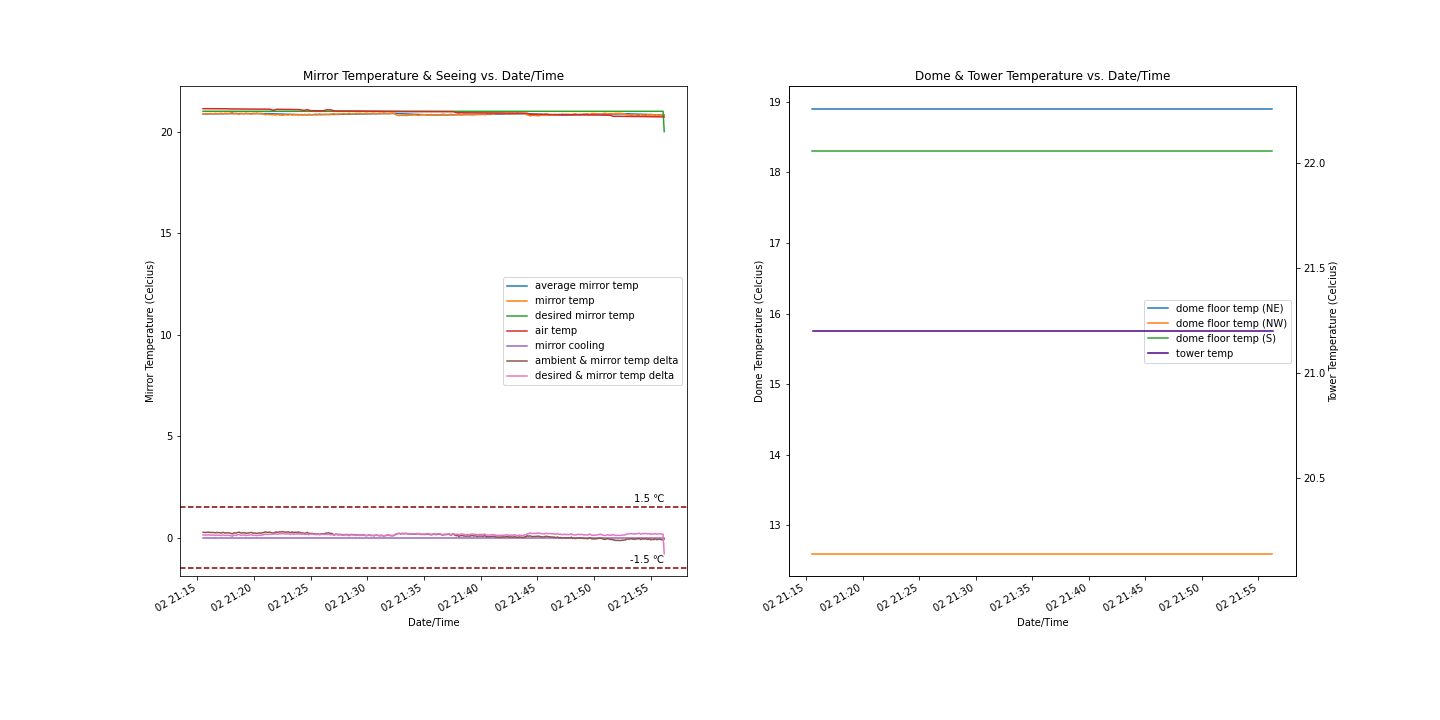 Mirror Temperature & Seeing vs. Date/Time
Mirror Temperature (Celcius)
20
15
10
5
0
average mirror temp
mirror temp
desired mirror temp
air temp
mirror cooling
ambient & mirror temp delta
desired & mirror temp delta
1.5 °C
-1.5 °C
02 21:15
02 21:20
02 21:25
02 21:30
02 21:35
02 21:40
02 21:45
02 21:50
02 21:55
Date/Time
Dome & Tower Temperature vs. Date/Time
Dome Temperature (Celcius)
19
18
17
16
15
14
13
dome floor temp (NE)
dome floor temp (NW)
dome floor temp (S)
tower temp
22.0
21.5
21.0
20.5
Tower Temperature (Celcius)
02 21:15
02 21:20
02 21:25
02 21:30
02 21:35
02 21:40
02 21:45
02 21:50
02 21:55
Date/Time